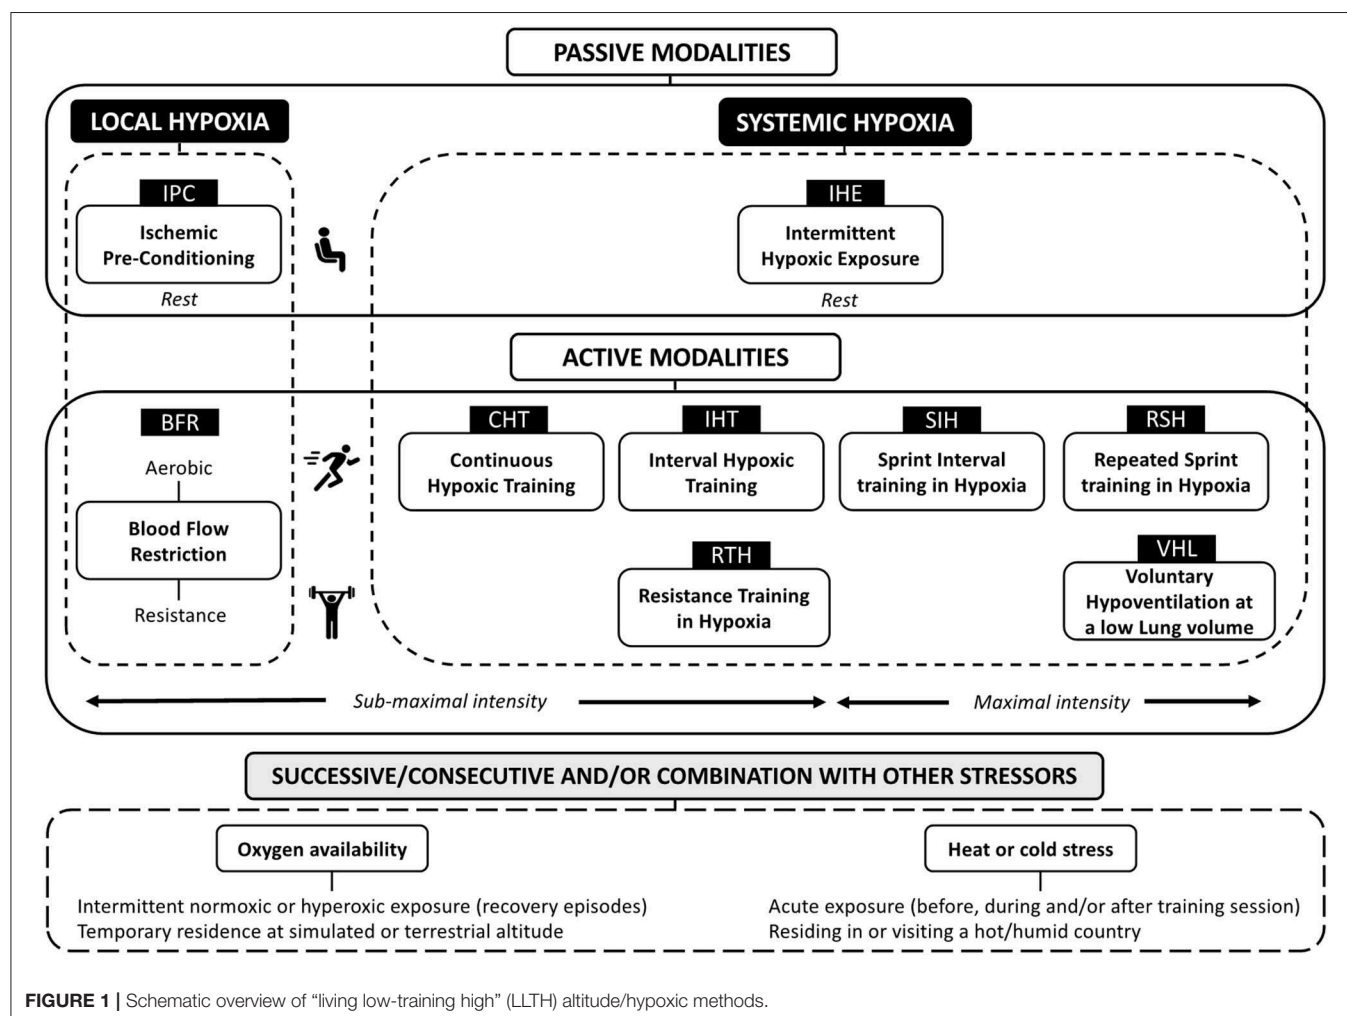 PASSIVE MODALITIES
LOCAL HYPOXIA
SYSTEMIC HYPOXIA
IPC
Ischemic
Pre-Conditioning
Rest
IHE
Intermittent
Hypoxic Exposure
Rest
ACTIVE MODALITIES
BFR
Aerobic
Blood Flow
Restriction
Resistance
CHT
Continuous
Hypoxic Training
IHT
Interval Hypoxic
Training
SIH
Sprint Interval
training in Hypoxia
RSH
Repeated Sprint
training in Hypoxia
RTH
Resistance Training
in Hypoxia
VHL
Voluntary
Hypoventilation at
a low Lung volume
Sub-maximal intensity
Maximal intensity
SUCCESSIVE/CONSECUTIVE AND/OR COMBINATION WITH OTHER STRESSORS
Oxygen availability
Intermittent normoxic or hyperoxic exposure (recovery episodes)
Temporary residence at simulated or terrestrial altitude
Heat or cold stress
Acute exposure (before, during and/or after training session)
Residing in or visiting a hot/humid country
FIGURE 1 | Schematic overview of “living low-training high” (LLTH) altitude/hypoxic methods.